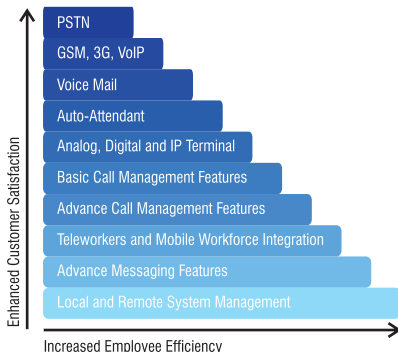 PSTN
GSM, 3G, VoIP
Voice Mail
Auto-Attendant
Analog, Digital and IP Terminal
Basic Call Management Features
Advance Call Management Features
Teleworkers and Mobile Workforce Integration
Advance Messaging Features
Local and Remote System Management
Enhanced Customer Satisfaction
Increased Employee Efficiency